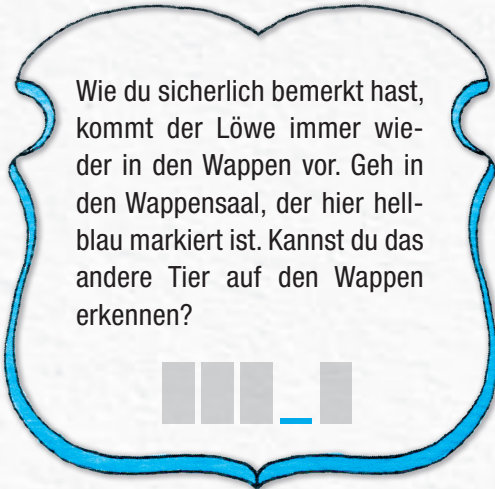 Wie du sicherlich bemerkt hast,
kommt der Löwe immer wie-
der in den Wappen vor. Geh in
den Wappensaal, der hier hell-
blau markiert ist. Kannst du das
andere Tier auf den Wappen
erkennen?